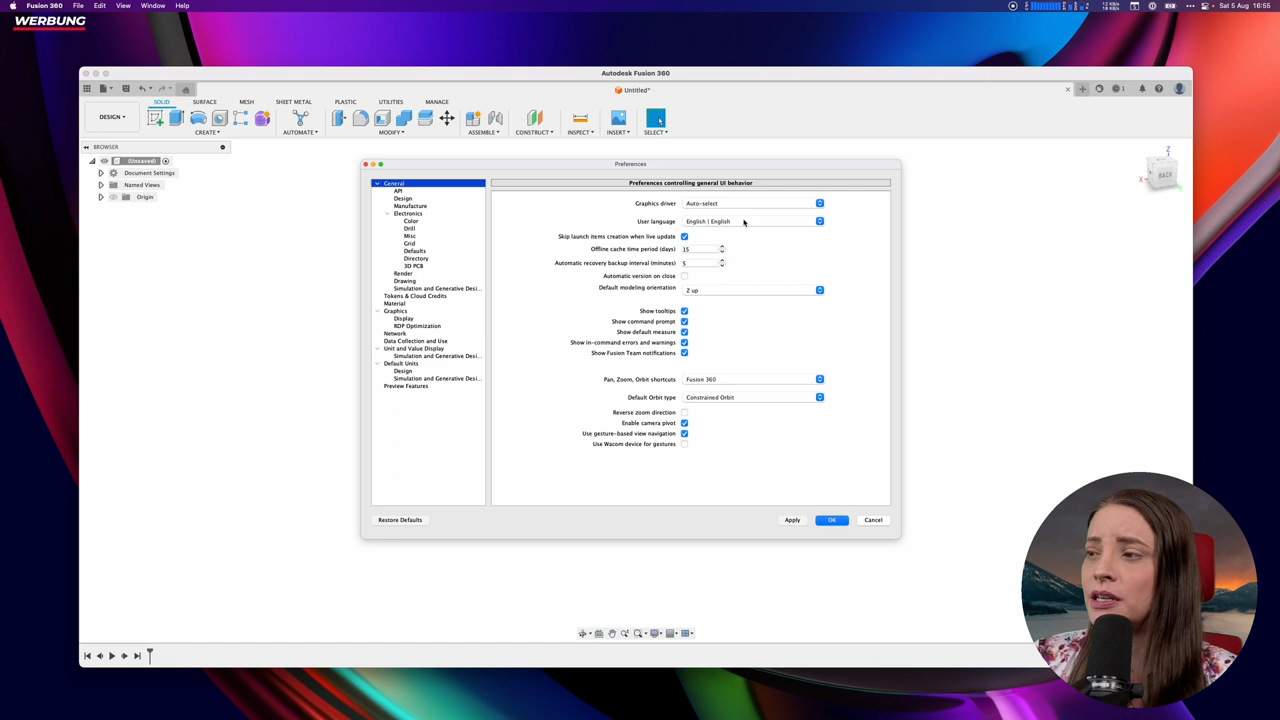 Fusion 360 File Edit View Window Help
Sat 5 Aug 16:55
WERBUNG
Autodesk Fusion 360
Untitled*
1
DESIGN
SOLID SURFACE MESH SHEET METAL PLASTIC UTILITIES MANAGE
CREATE AUTOMATE MODIFY ASSEMBLE CONSTRUCT INSPECT INSERT SELECT
BROWSER
(Unsaved)
Document Settings
Named Views
Origin
Z
X
BACK
Preferences
General
API
Design
Manufacture
Electronics
Color
Drill
Misc
Grid
Defaults
Directory
3D PCB
Render
Drawing
Simulation and Generative Desi...
Tokens & Cloud Credits
Material
Graphics
Display
RDP Optimization
Network
Data Collection and Use
Unit and Value Display
Simulation and Generative Desi...
Default Units
Design
Simulation and Generative Desi...
Preview Features
Preferences controlling general UI behavior
Graphics driver Auto-select
User language English | English
Skip launch items creation when live update
Offline cache time period (days) 15
Automatic recovery backup interval (minutes) 5
Automatic version on close
Default modeling orientation Z up
Show tooltips
Show command prompt
Show default measure
Show in-command errors and warnings
Show Fusion Team notifications
Pan, Zoom, Orbit shortcuts Fusion 360
Default Orbit type Constrained Orbit
Reverse zoom direction
Enable camera pivot
Use gesture-based view navigation
Use Wacom device for gestures
Restore Defaults Apply OK Cancel